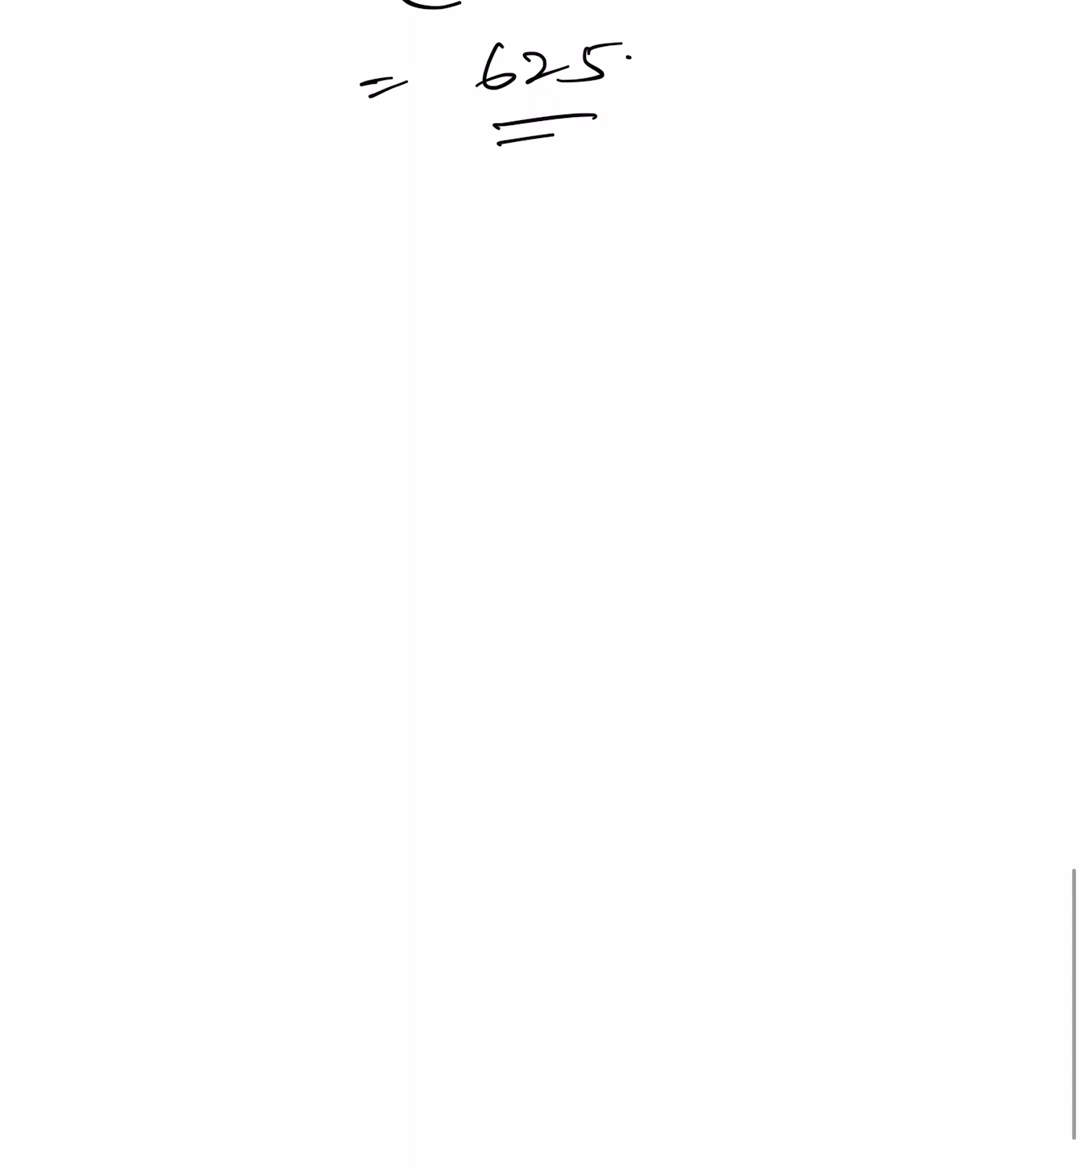 = 625.